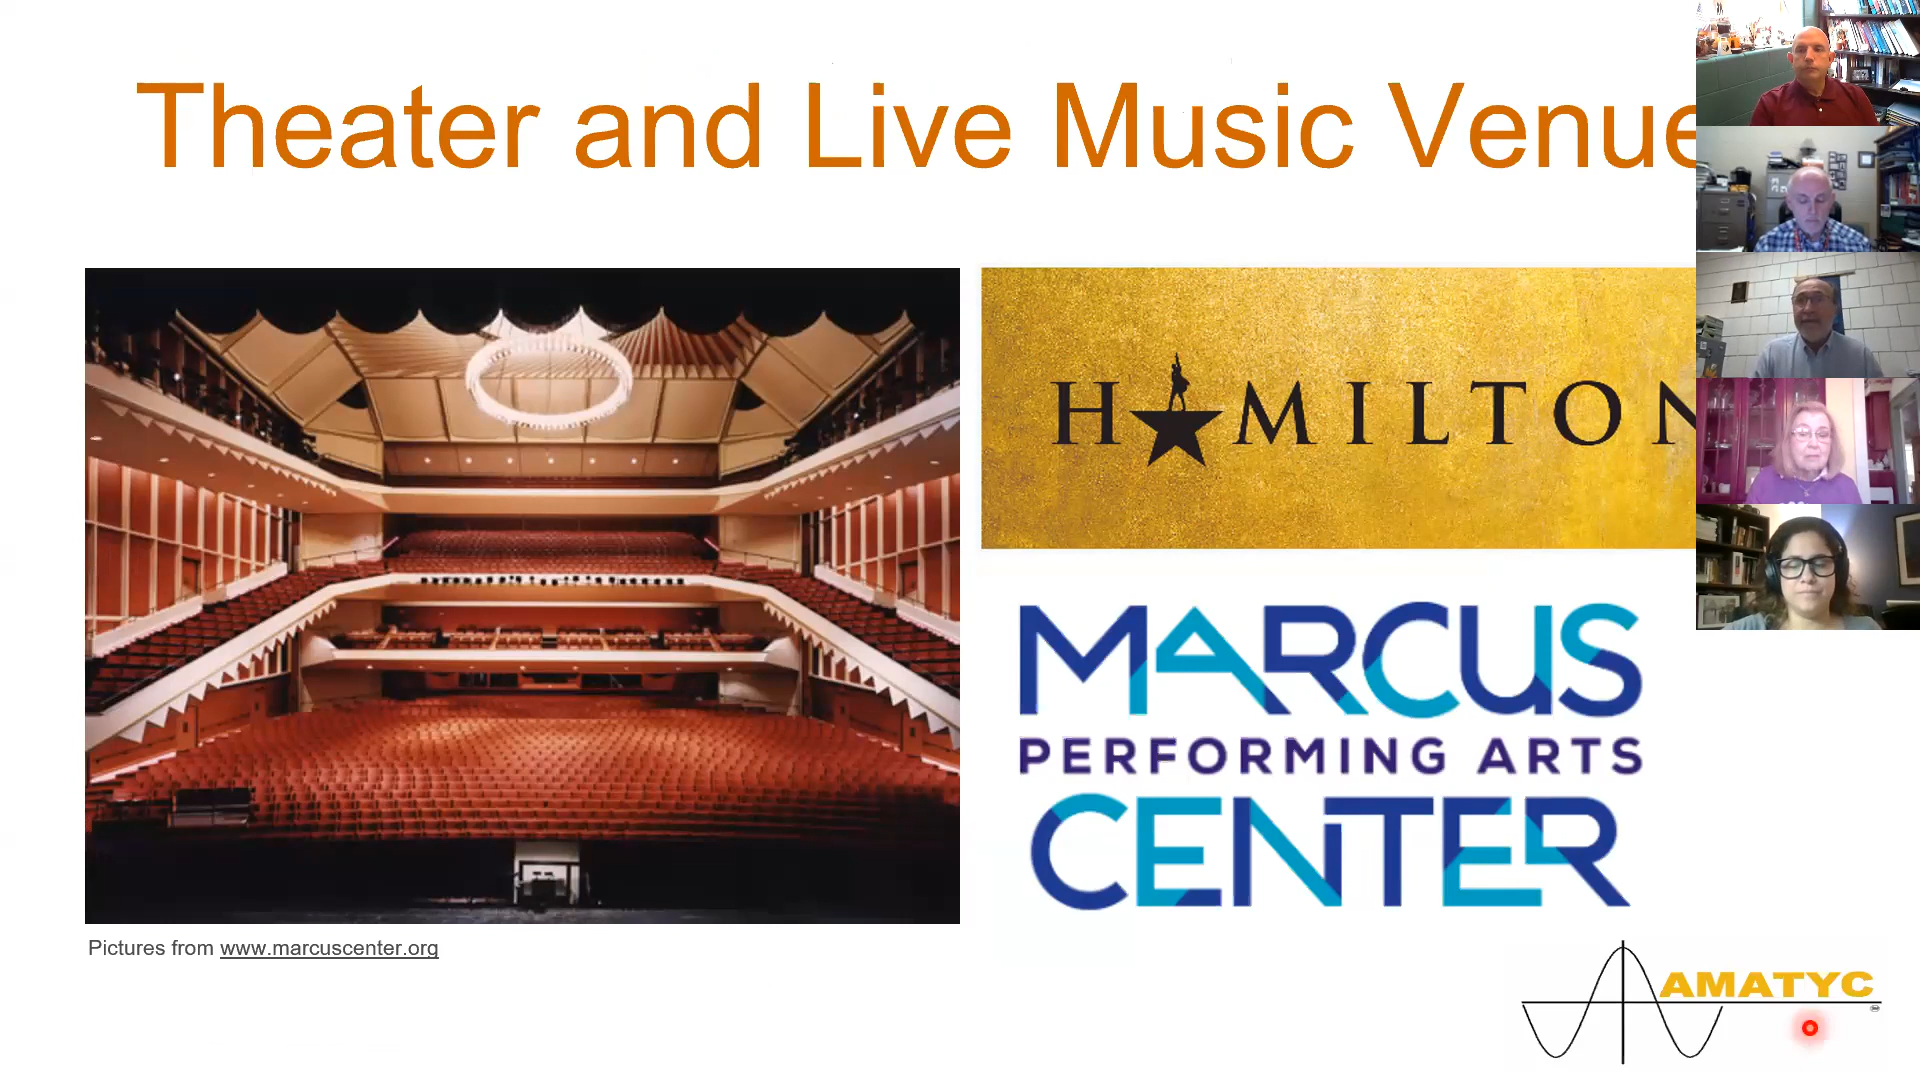 Theater and Live Music Venue
HAMILTON
MARCUS
PERFORMING ARTS
CENTER
Pictures from www.marcuscenter.org
AMATYC